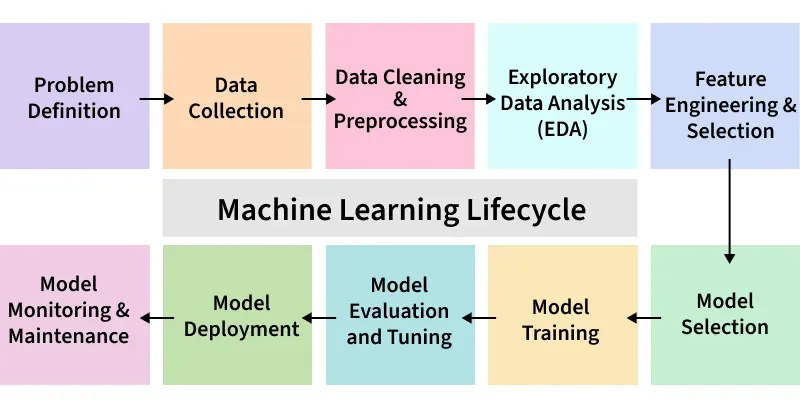 Problem
Definition
Data
Collection
Data Cleaning
&
Preprocessing
Exploratory
Data Analysis
(EDA)
Feature
Engineering &
Selection
Machine Learning Lifecycle
Model
Monitoring &
Maintenance
Model
Deployment
Model
Evaluation
and Tuning
Model
Training
Model
Selection